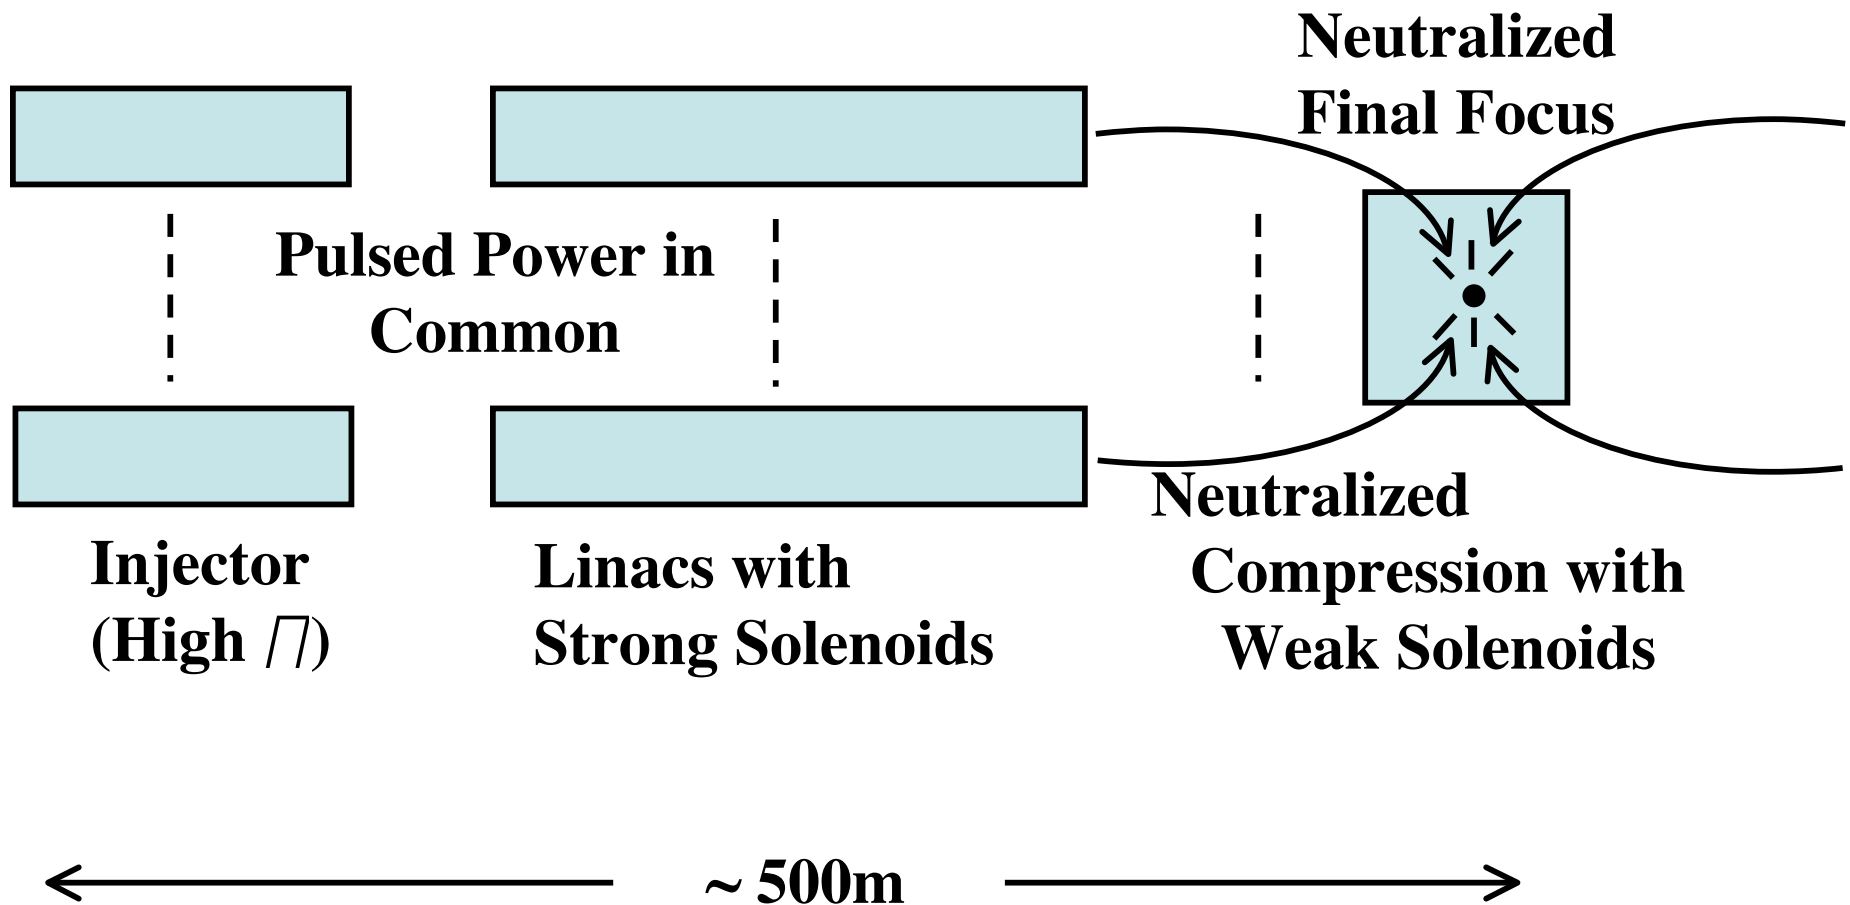 Neutralized
Final Focus
Pulsed Power in
Common
Injector
(High ∏)
Linacs with
Strong Solenoids
Neutralized
Compression with
Weak Solenoids
~ 500m